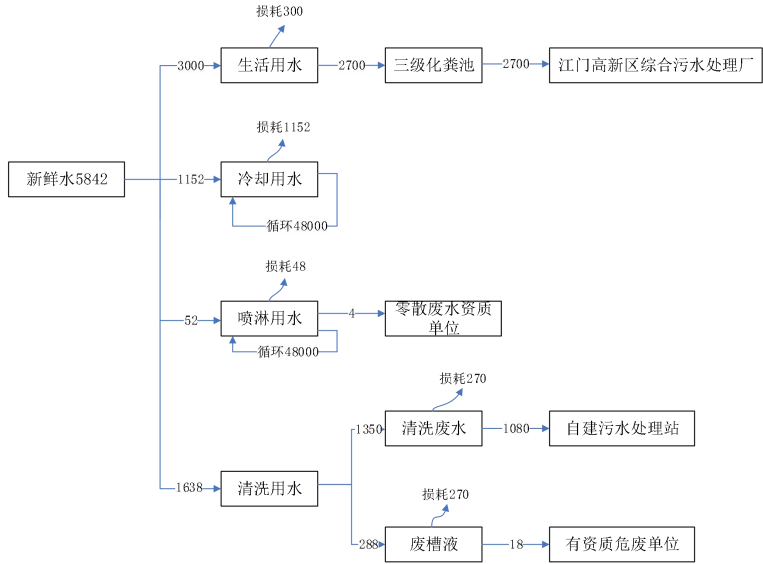 损耗300
3000
生活用水
2700
三级化粪池
2700
江门高新区综合污水处理厂
损耗1152
新鲜水5842
1152
冷却用水
循环48000
损耗48
52
喷淋用水
4
零散废水资质
单位
循环48000
损耗270
1350
清洗废水
1080
自建污水处理站
1638
清洗用水
损耗270
288
废槽液
18
有资质危废单位